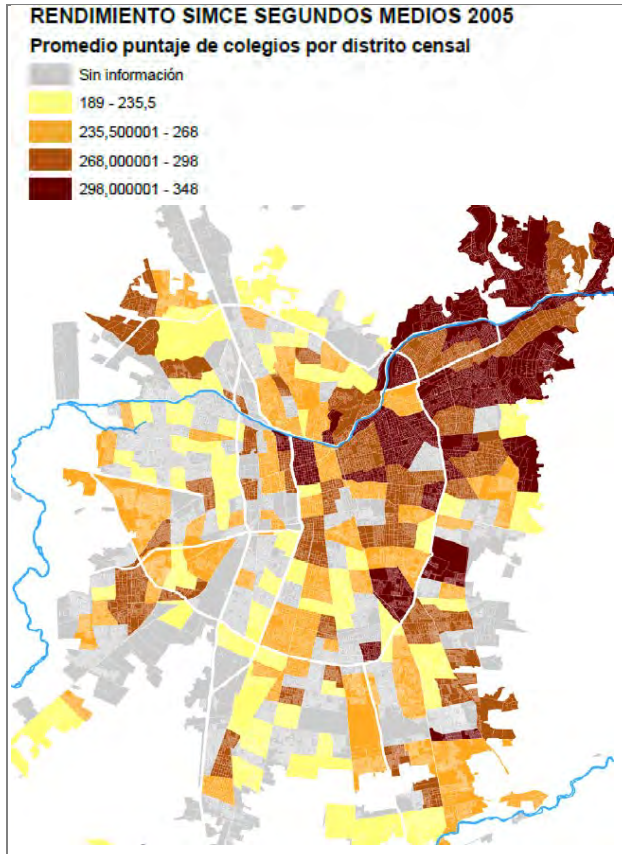 RENDIMIENTO SIMCE SEGUNDOS MEDIOS 2005
Promedio puntaje de colegios por distrito censal
Sin información
189 - 235,5
235,500001 - 268
268,000001 - 298
298,000001 - 348